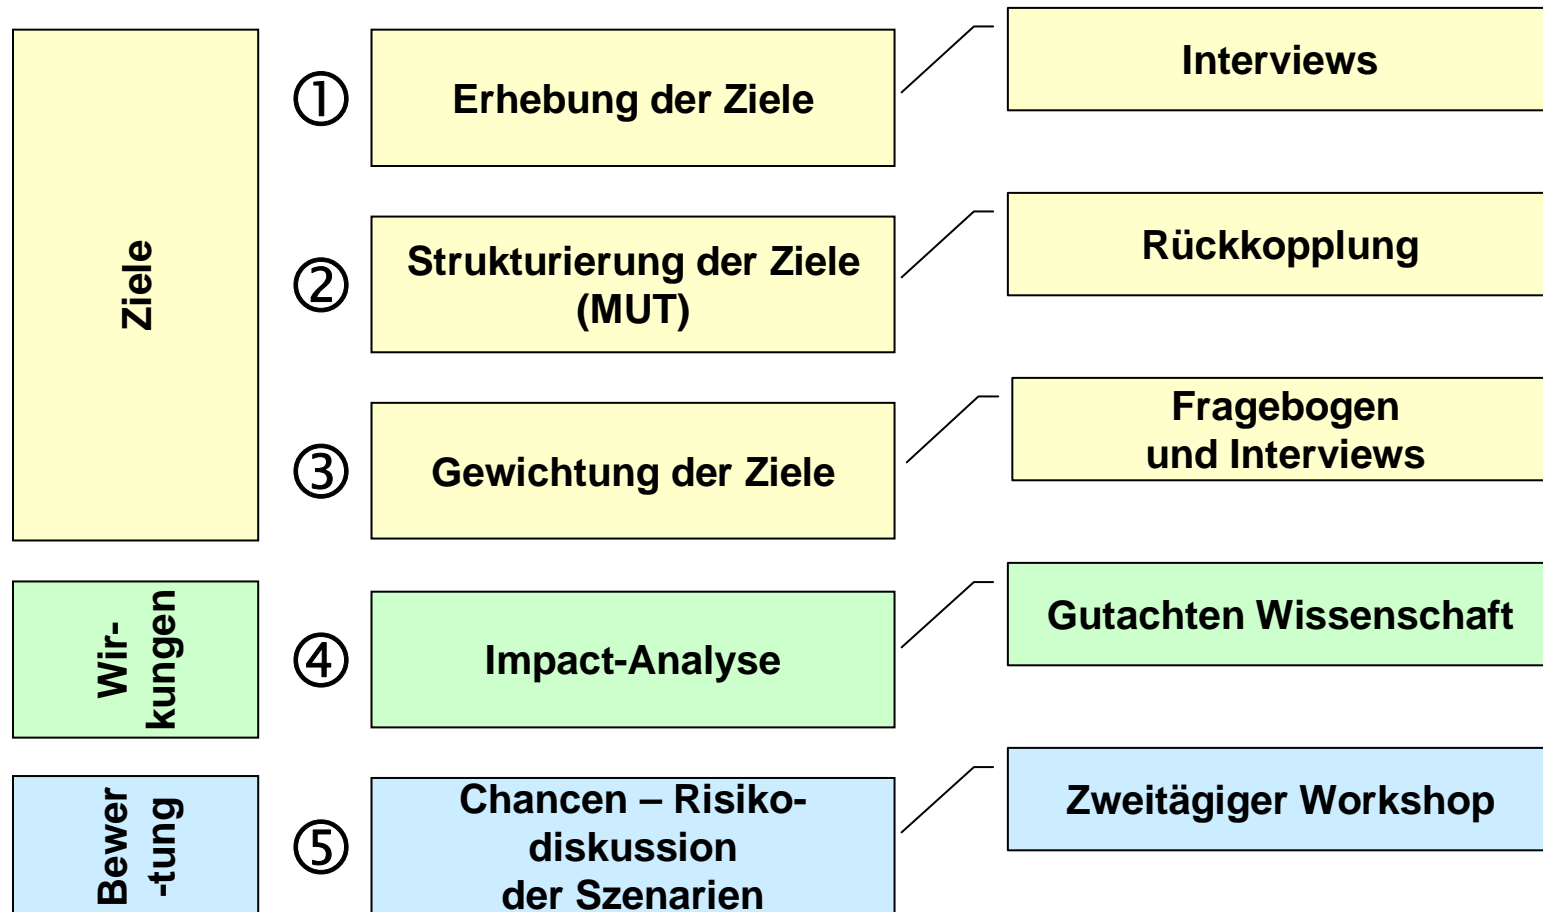 Ziele
①
Erhebung der Ziele
Interviews
②
Strukturierung der Ziele
(MUT)
Rückkopplung
③
Gewichtung der Ziele
Fragebogen
und Interviews
Wir-
kungen
④
Impact-Analyse
Gutachten Wissenschaft
Bewer
-tung
⑤
Chancen – Risiko-
diskussion
der Szenarien
Zweitägiger Workshop